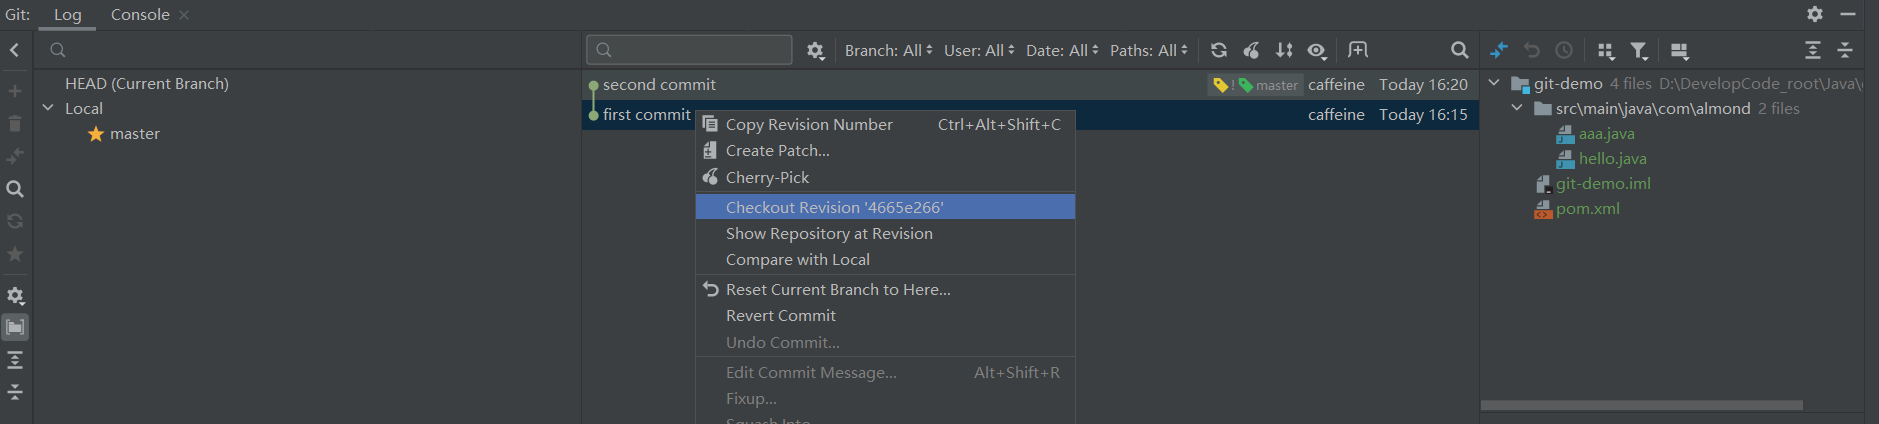 Git: Log Console
Branch: All User: All Date: All Paths: All
HEAD (Current Branch)
Local
master
second commit master caffeine Today 16:20
first commit caffeine Today 16:15
Copy Revision Number Ctrl+Alt+Shift+C
Create Patch...
Cherry-Pick
Checkout Revision '4665e266'
Show Repository at Revision
Compare with Local
Reset Current Branch to Here...
Revert Commit
Undo Commit...
Edit Commit Message... Alt+Shift+R
Fixup...
Squash Into
git-demo 4 files D:\DevelopCode_root\Java\
src\main\java\com\almond 2 files
aaa.java
hello.java
git-demo.iml
pom.xml